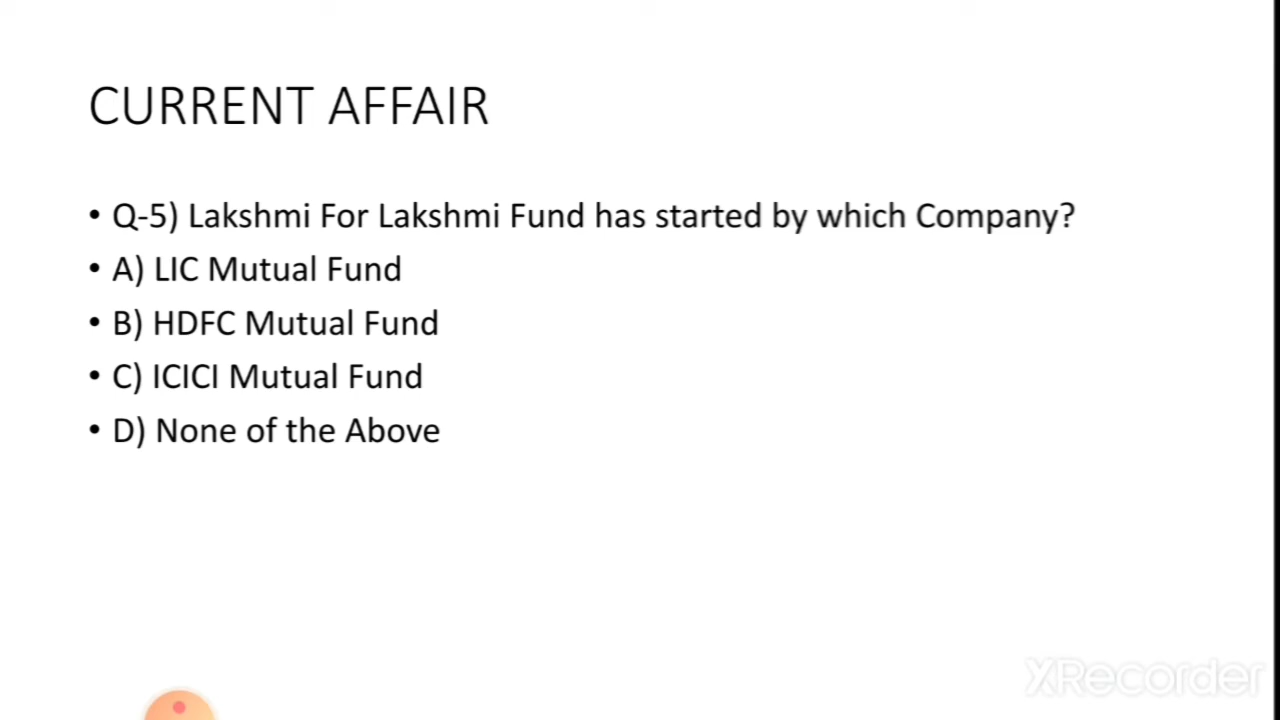 CURRENT AFFAIR
• Q-5) Lakshmi For Lakshmi Fund has started by which Company?
• A) LIC Mutual Fund
• B) HDFC Mutual Fund
• C) ICICI Mutual Fund
• D) None of the Above
XRecorder